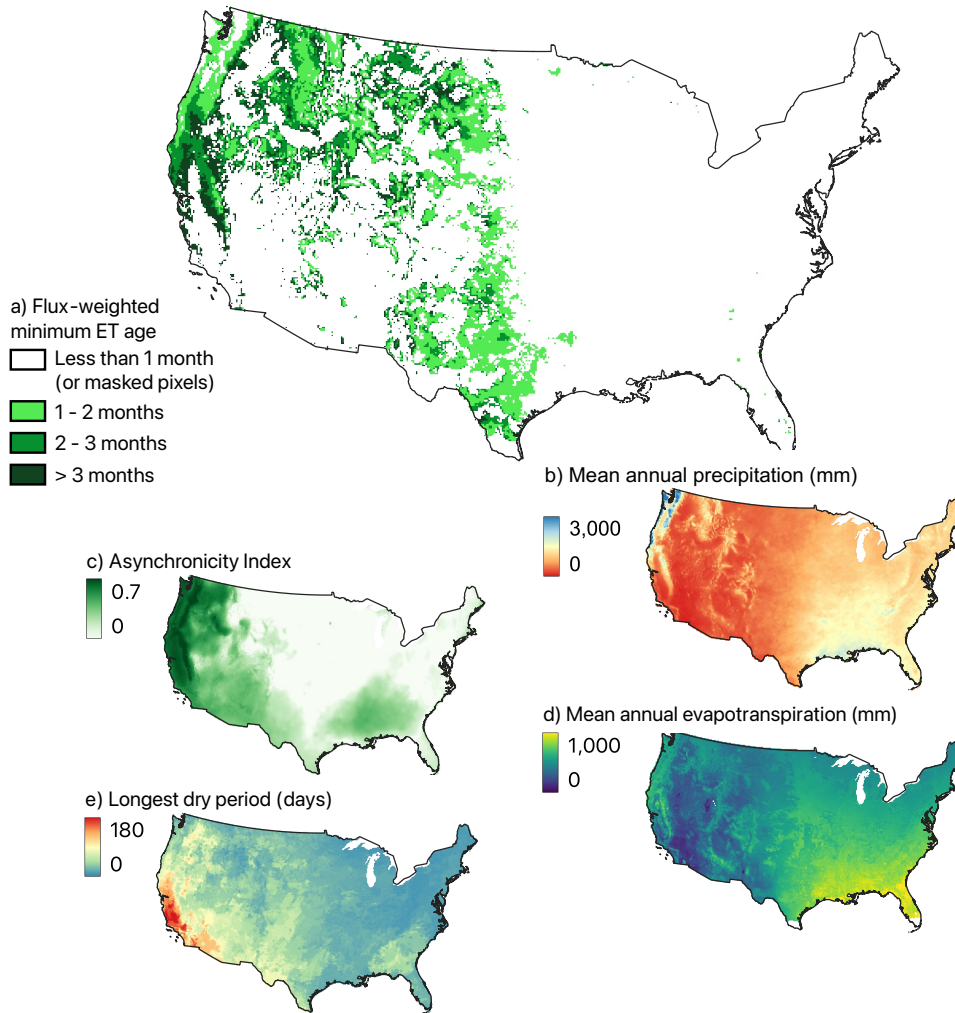 a) Flux-weighted
minimum ET age
Less than 1 month
(or masked pixels)
1 - 2 months
2 - 3 months
> 3 months
b) Mean annual precipitation (mm)
3,000
0
c) Asynchronicity Index
0.7
0
d) Mean annual evapotranspiration (mm)
1,000
0
e) Longest dry period (days)
180
0